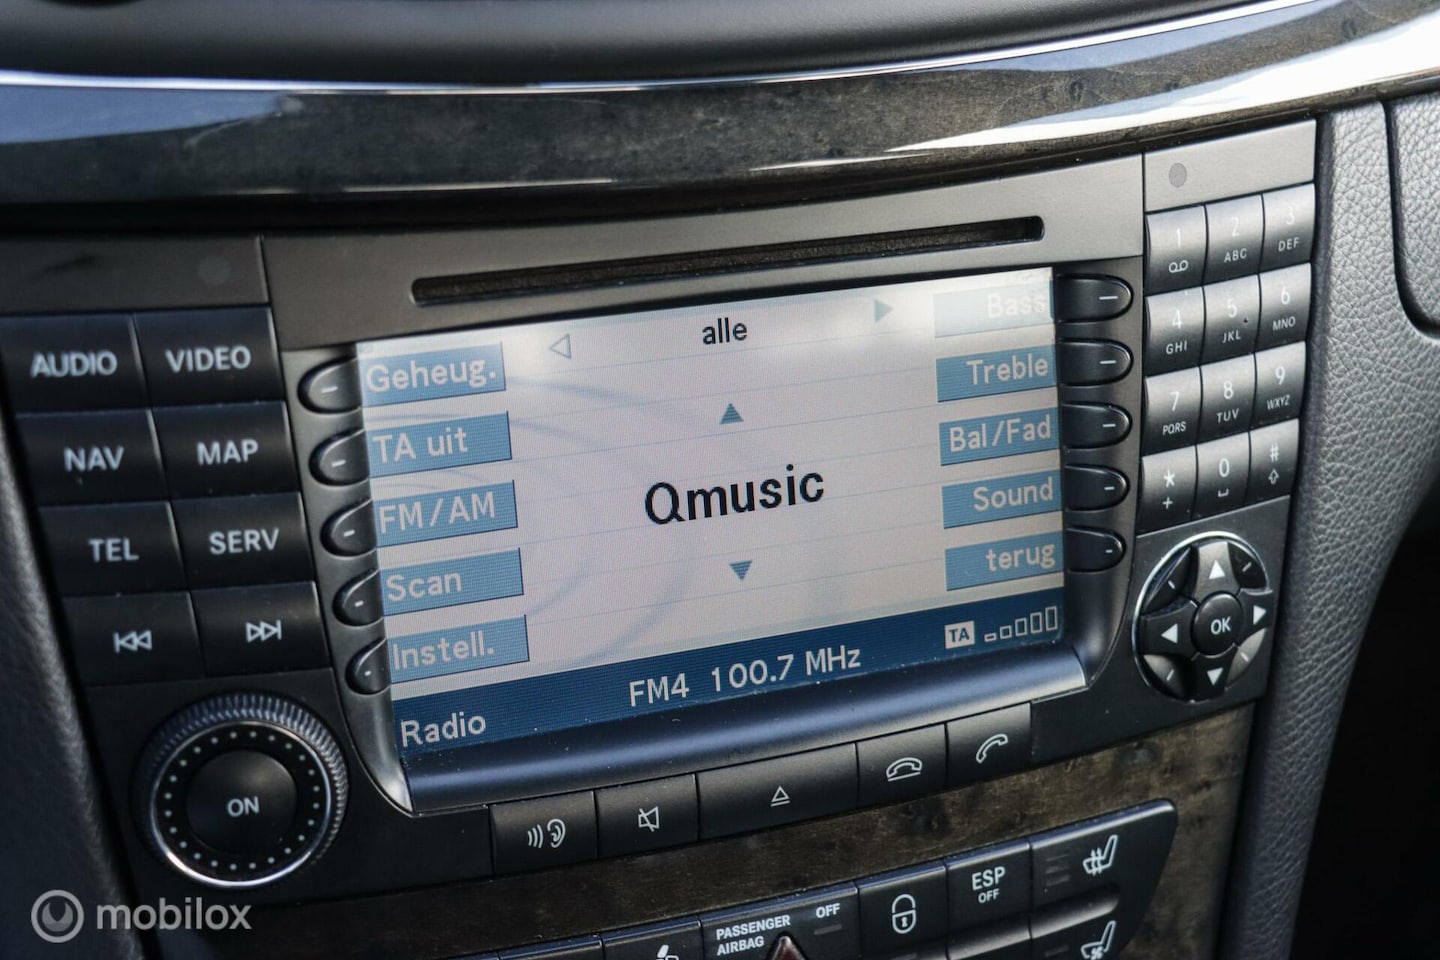 AUDIO VIDEO
NAV MAP
TEL SERV
ON
Geheug.
TA uit
FM/AM
Scan
Instell.
alle
Qmusic
Bass
Treble
Bal/Fad
Sound
terug
TA
FM4 100.7 MHz
Radio
1 2 ABC 3 DEF
4 GHI 5 JKL 6 MNO
7 PQRS 8 TUV 9 WXYZ
* + 0 #
OK
ESP
OFF
PASSENGER OFF
AIRBAG
mobilox